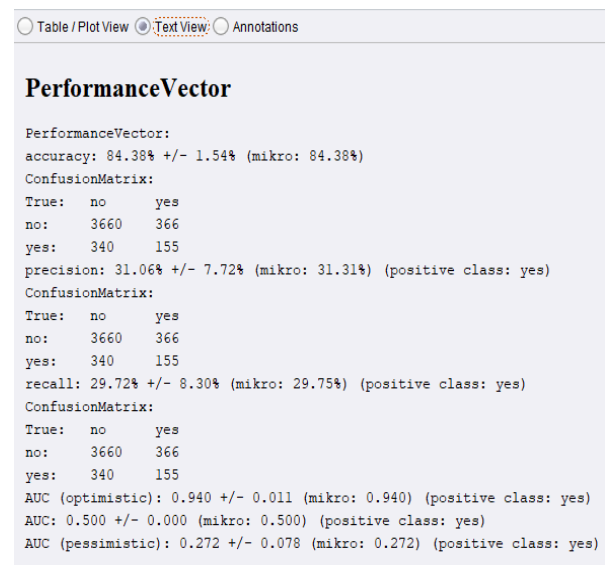 Table / Plot View Text View Annotations
PerformanceVector
PerformanceVector:
accuracy: 84.38% +/- 1.54% (mikro: 84.38%)
ConfusionMatrix:
True: no yes
no: 3660 366
yes: 340 155
precision: 31.06% +/- 7.72% (mikro: 31.31%) (positive class: yes)
ConfusionMatrix:
True: no yes
no: 3660 366
yes: 340 155
recall: 29.72% +/- 8.30% (mikro: 29.75%) (positive class: yes)
ConfusionMatrix:
True: no yes
no: 3660 366
yes: 340 155
AUC (optimistic): 0.940 +/- 0.011 (mikro: 0.940) (positive class: yes)
AUC: 0.500 +/- 0.000 (mikro: 0.500) (positive class: yes)
AUC (pessimistic): 0.272 +/- 0.078 (mikro: 0.272) (positive class: yes)